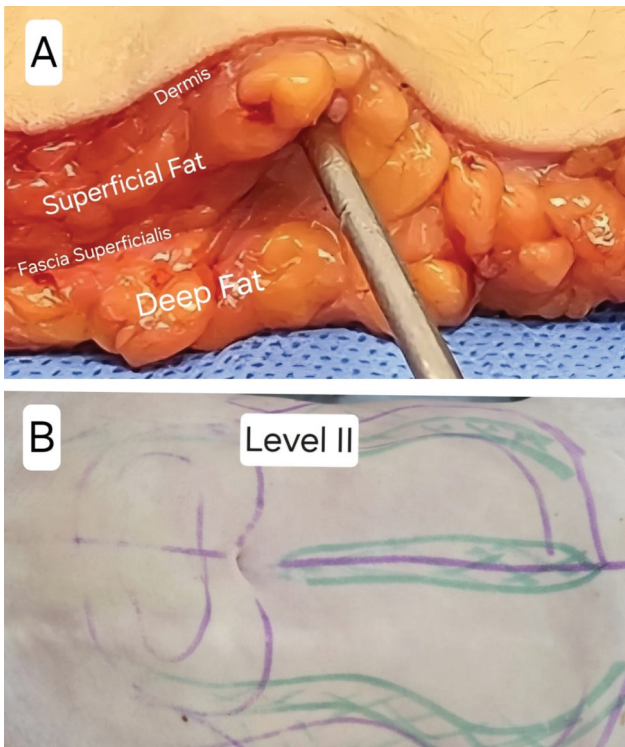 A
Dermis
Superficial Fat
Fascia Superficialis
Deep Fat
B
Level II